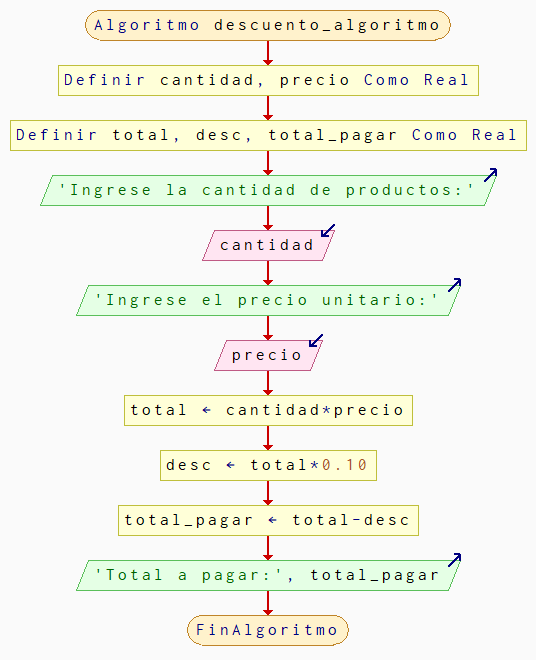 Algoritmo descuento_algoritmo
Definir cantidad, precio Como Real
Definir total, desc, total_pagar Como Real
'Ingrese la cantidad de productos:'
cantidad
'Ingrese el precio unitario:'
precio
total ← cantidad*precio
desc ← total*0.10
total_pagar ← total-desc
'Total a pagar:', total_pagar
FinAlgoritmo